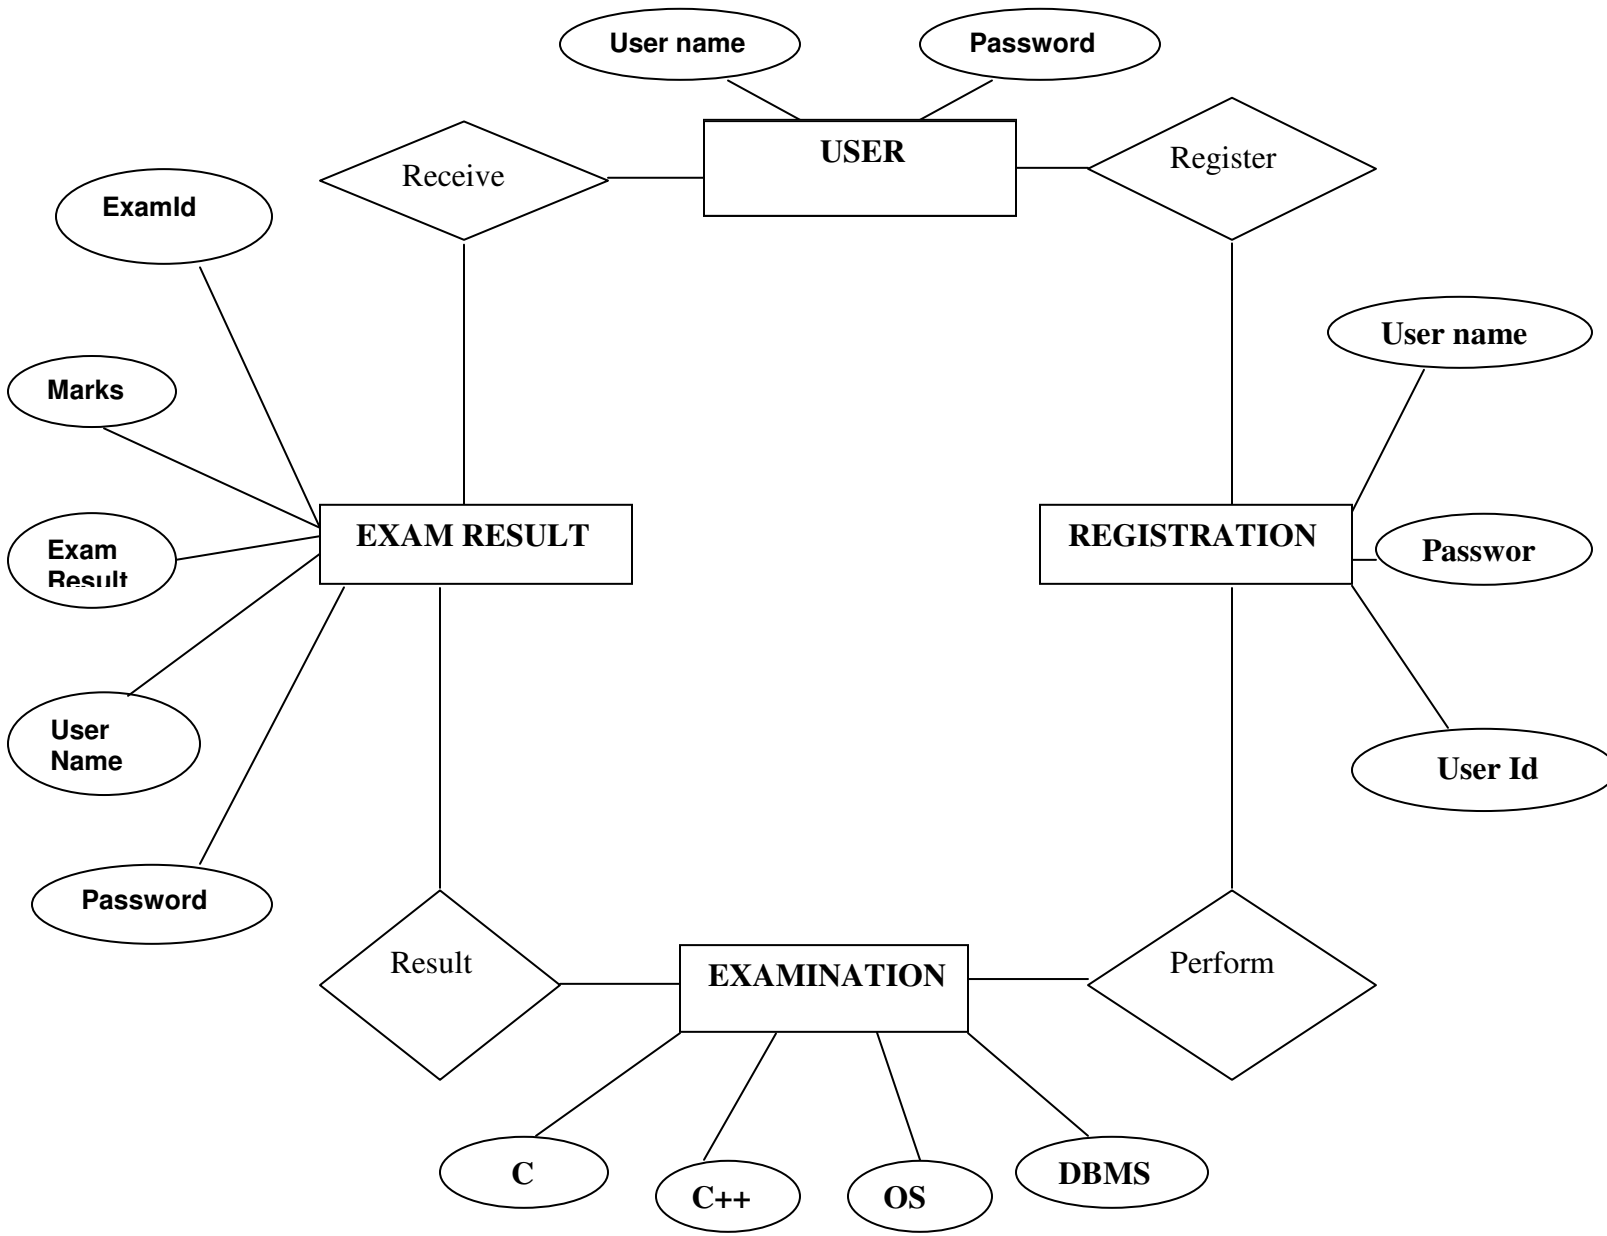 User name
Password
USER
Receive
Register
ExamId
User name
Marks
EXAM RESULT
REGISTRATION
Exam
Result
Passwor
User
Name
User Id
Password
Result
EXAMINATION
Perform
C
C++
OS
DBMS